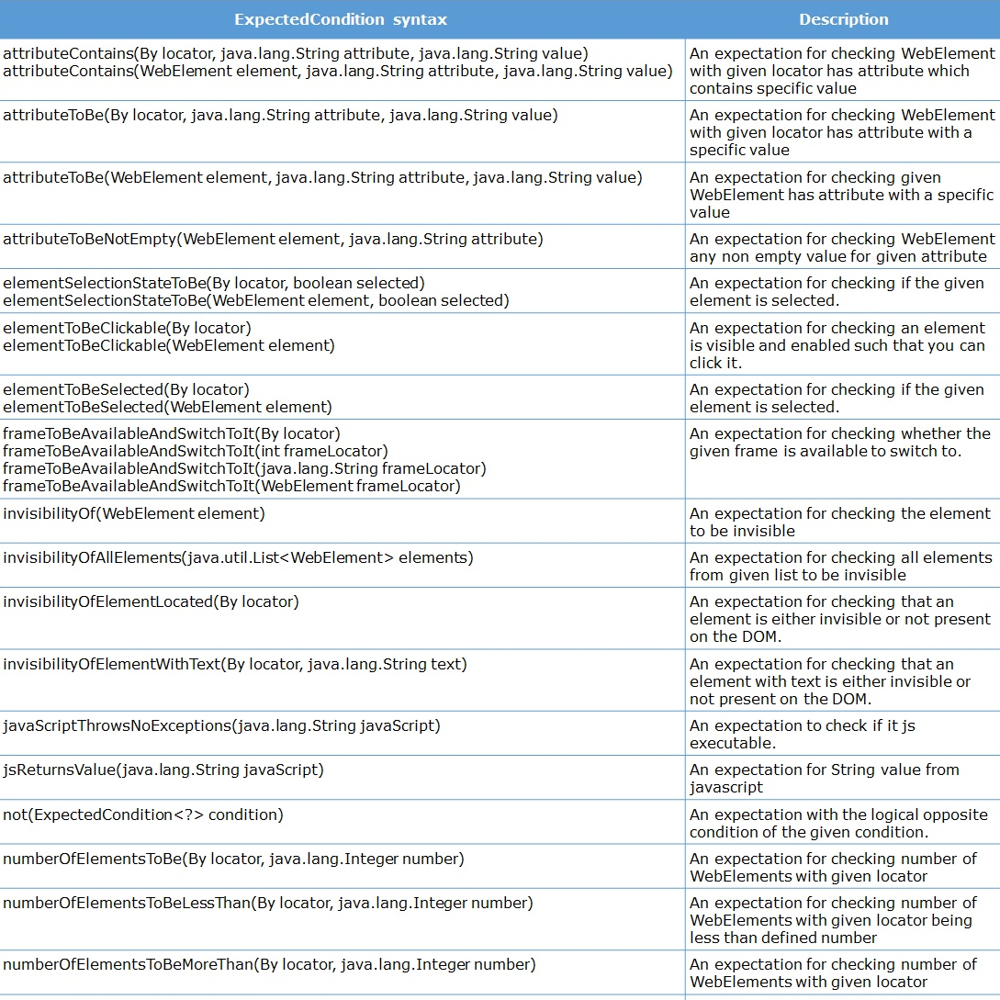 ExpectedCondition syntax
Description
attributeContains(By locator, java.lang.String attribute, java.lang.String value)
attributeContains(WebElement element, java.lang.String attribute, java.lang.String value)
An expectation for checking WebElement
with given locator has attribute which
contains specific value
attributeToBe(By locator, java.lang.String attribute, java.lang.String value)
An expectation for checking WebElement
with given locator has attribute with a
specific value
attributeToBe(WebElement element, java.lang.String attribute, java.lang.String value)
An expectation for checking given
WebElement has attribute with a specific
value
attributeToBeNotEmpty(WebElement element, java.lang.String attribute)
An expectation for checking WebElement
any non empty value for given attribute
elementSelectionStateToBe(By locator, boolean selected)
elementSelectionStateToBe(WebElement element, boolean selected)
An expectation for checking if the given
element is selected.
elementToBeClickable(By locator)
elementToBeClickable(WebElement element)
An expectation for checking an element
is visible and enabled such that you can
click it.
elementToBeSelected(By locator)
elementToBeSelected(WebElement element)
An expectation for checking if the given
element is selected.
frameToBeAvailableAndSwitchToIt(By locator)
frameToBeAvailableAndSwitchToIt(int frameLocator)
frameToBeAvailableAndSwitchToIt(java.lang.String frameLocator)
frameToBeAvailableAndSwitchToIt(WebElement frameLocator)
An expectation for checking whether the
given frame is available to switch to.
invisibilityOf(WebElement element)
An expectation for checking the element
to be invisible
invisibilityOfAllElements(java.util.List<WebElement> elements)
An expectation for checking all elements
from given list to be invisible
invisibilityOfElementLocated(By locator)
An expectation for checking that an
element is either invisible or not present
on the DOM.
invisibilityOfElementWithText(By locator, java.lang.String text)
An expectation for checking that an
element with text is either invisible or
not present on the DOM.
javaScriptThrowsNoExceptions(java.lang.String javaScript)
An expectation to check if it js
executable.
jsReturnsValue(java.lang.String javaScript)
An expectation for String value from
javascript
not(ExpectedCondition<?> condition)
An expectation with the logical opposite
condition of the given condition.
numberOfElementsToBe(By locator, java.lang.Integer number)
An expectation for checking number of
WebElements with given locator
numberOfElementsToBeLessThan(By locator, java.lang.Integer number)
An expectation for checking number of
WebElements with given locator being
less than defined number
numberOfElementsToBeMoreThan(By locator, java.lang.Integer number)
An expectation for checking number of
WebElements with given locator